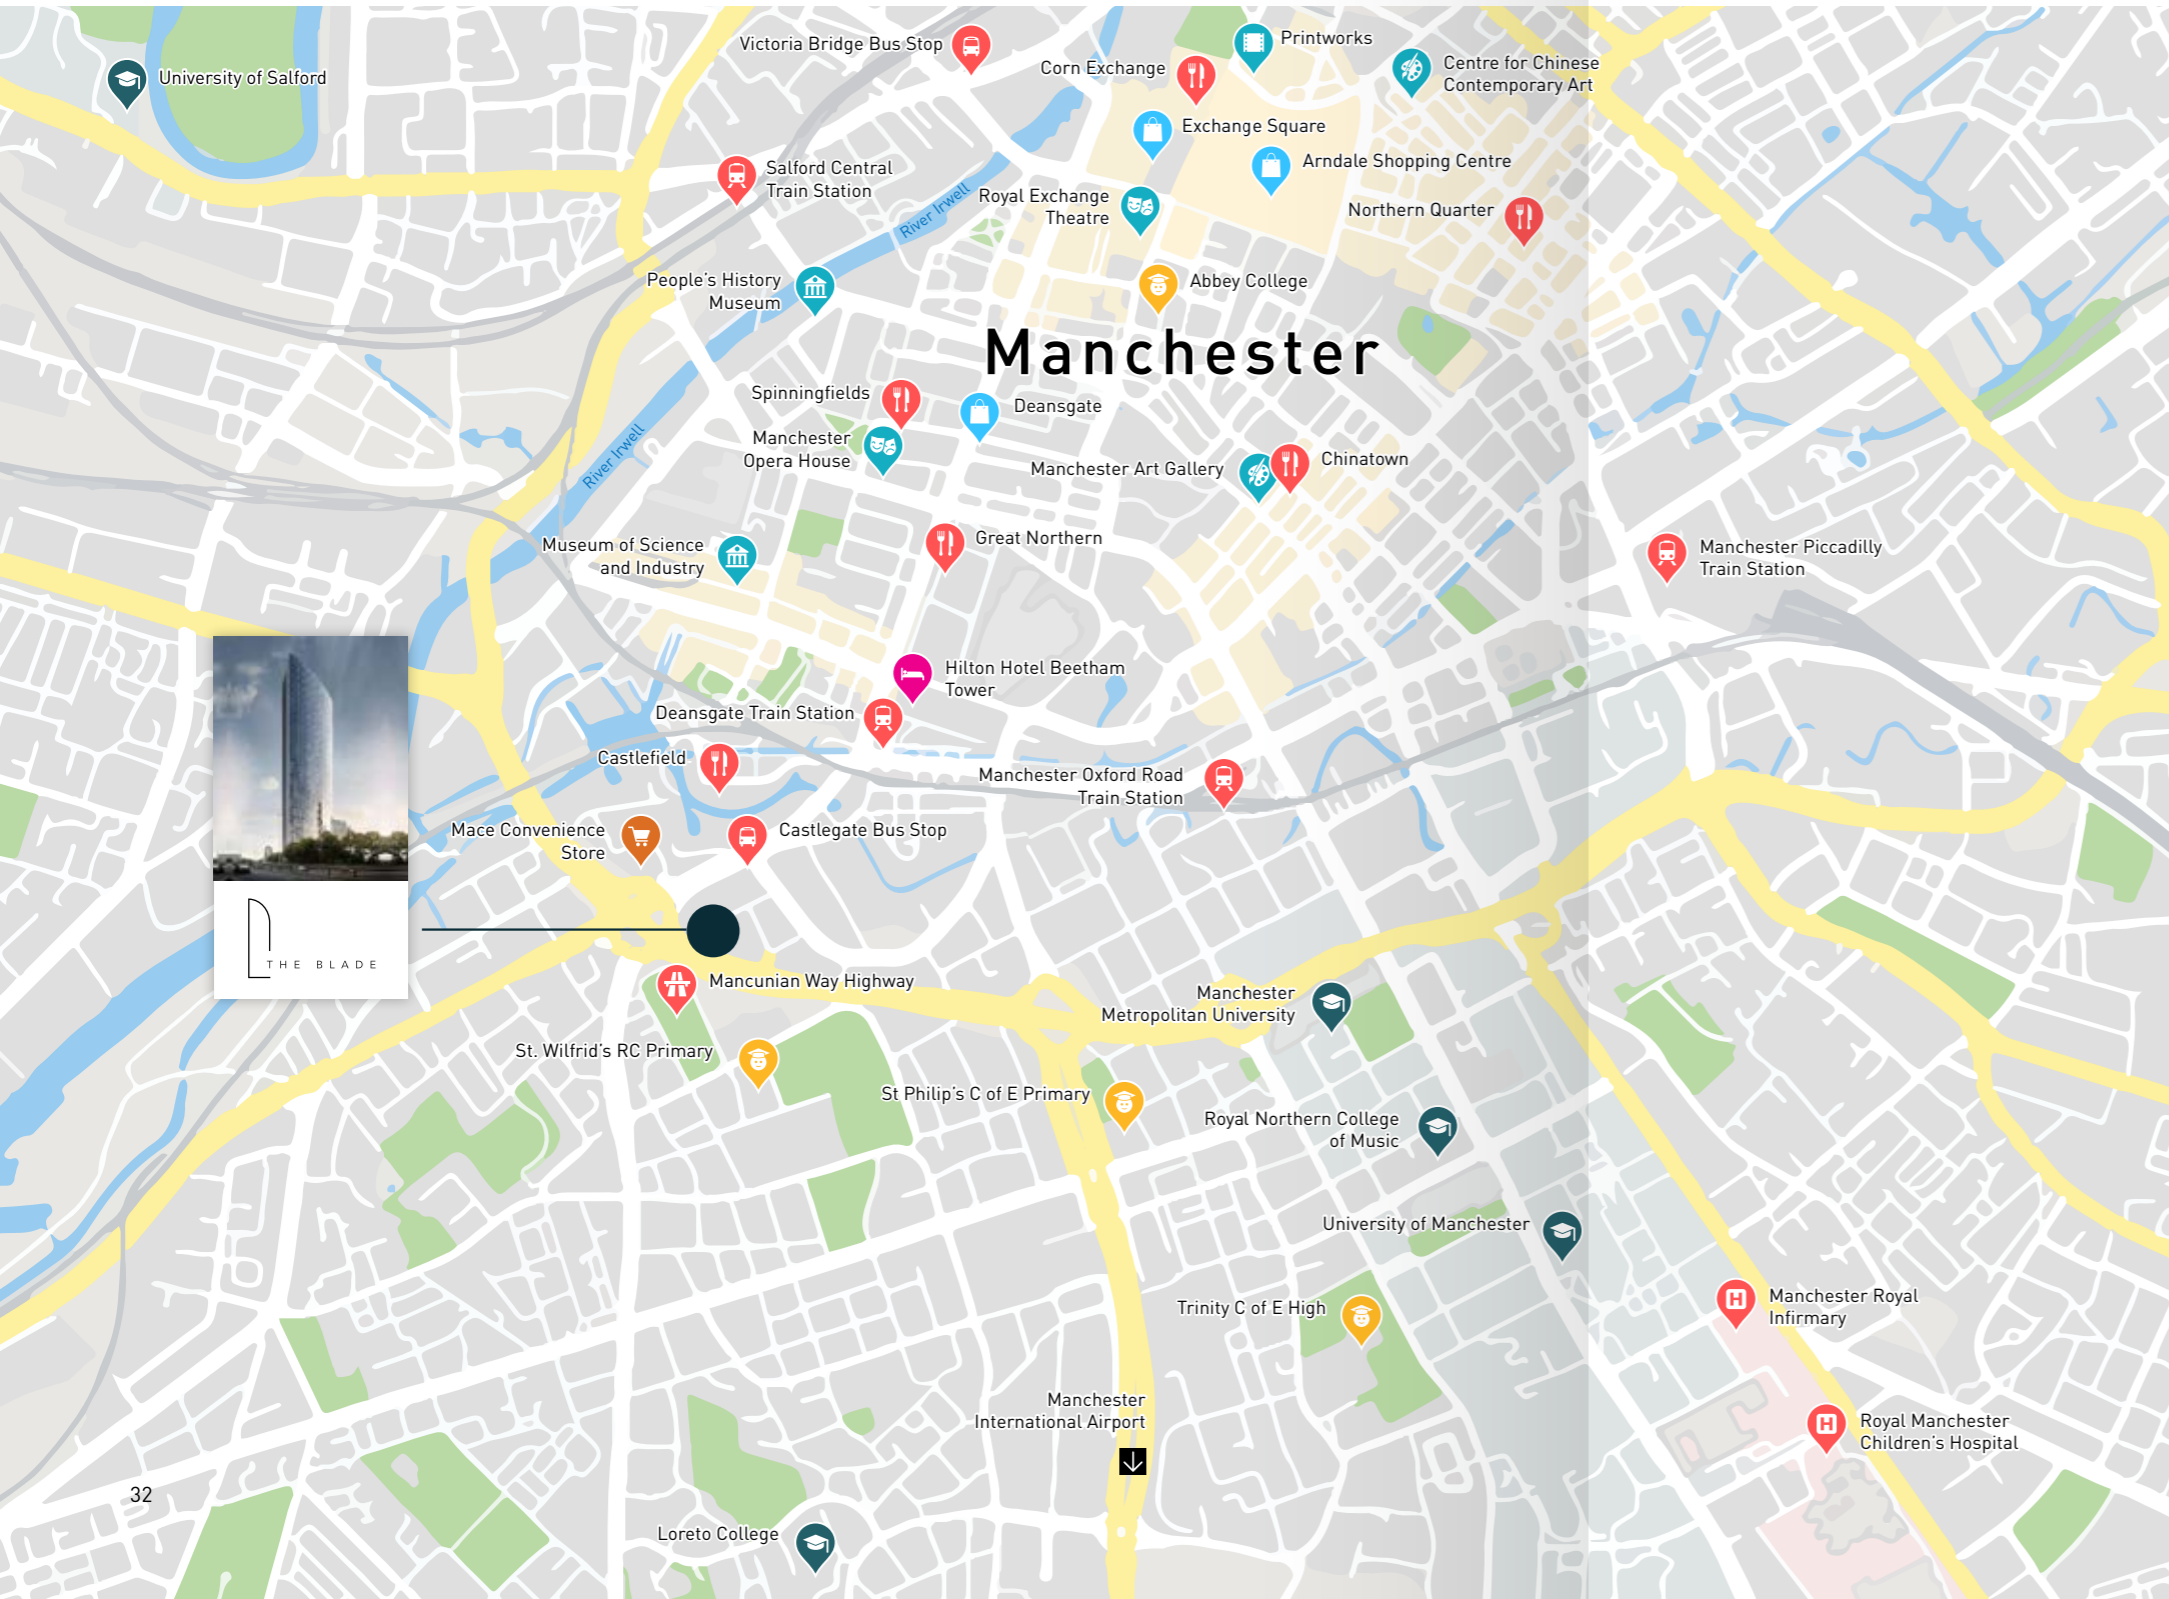 Victoria Bridge Bus Stop
Printworks
Corn Exchange
Centre for Chinese
Contemporary Art
University of Salford
Exchange Square
Arndale Shopping Centre
Salford Central
Train Station
River Irwell
Royal Exchange
Theatre
Northern Quarter
People's History
Museum
Abbey College
Manchester
Spinningfields
Deansgate
Manchester
Opera House
River Irwell
Manchester Art Gallery
Chinatown
Museum of Science
and Industry
Great Northern
Manchester Piccadilly
Train Station
Hilton Hotel Beetham
Tower
Deansgate Train Station
Castlefield
Manchester Oxford Road
Train Station
Mace Convenience
Store
Castlegate Bus Stop
THE BLADE
Mancunian Way Highway
Manchester
Metropolitan University
St. Wilfrid's RC Primary
St Philip's C of E Primary
Royal Northern College
of Music
University of Manchester
Trinity C of E High
Manchester Royal
Infirmary
H
Manchester
International Airport
Royal Manchester
Children's Hospital
H
32
Loreto College